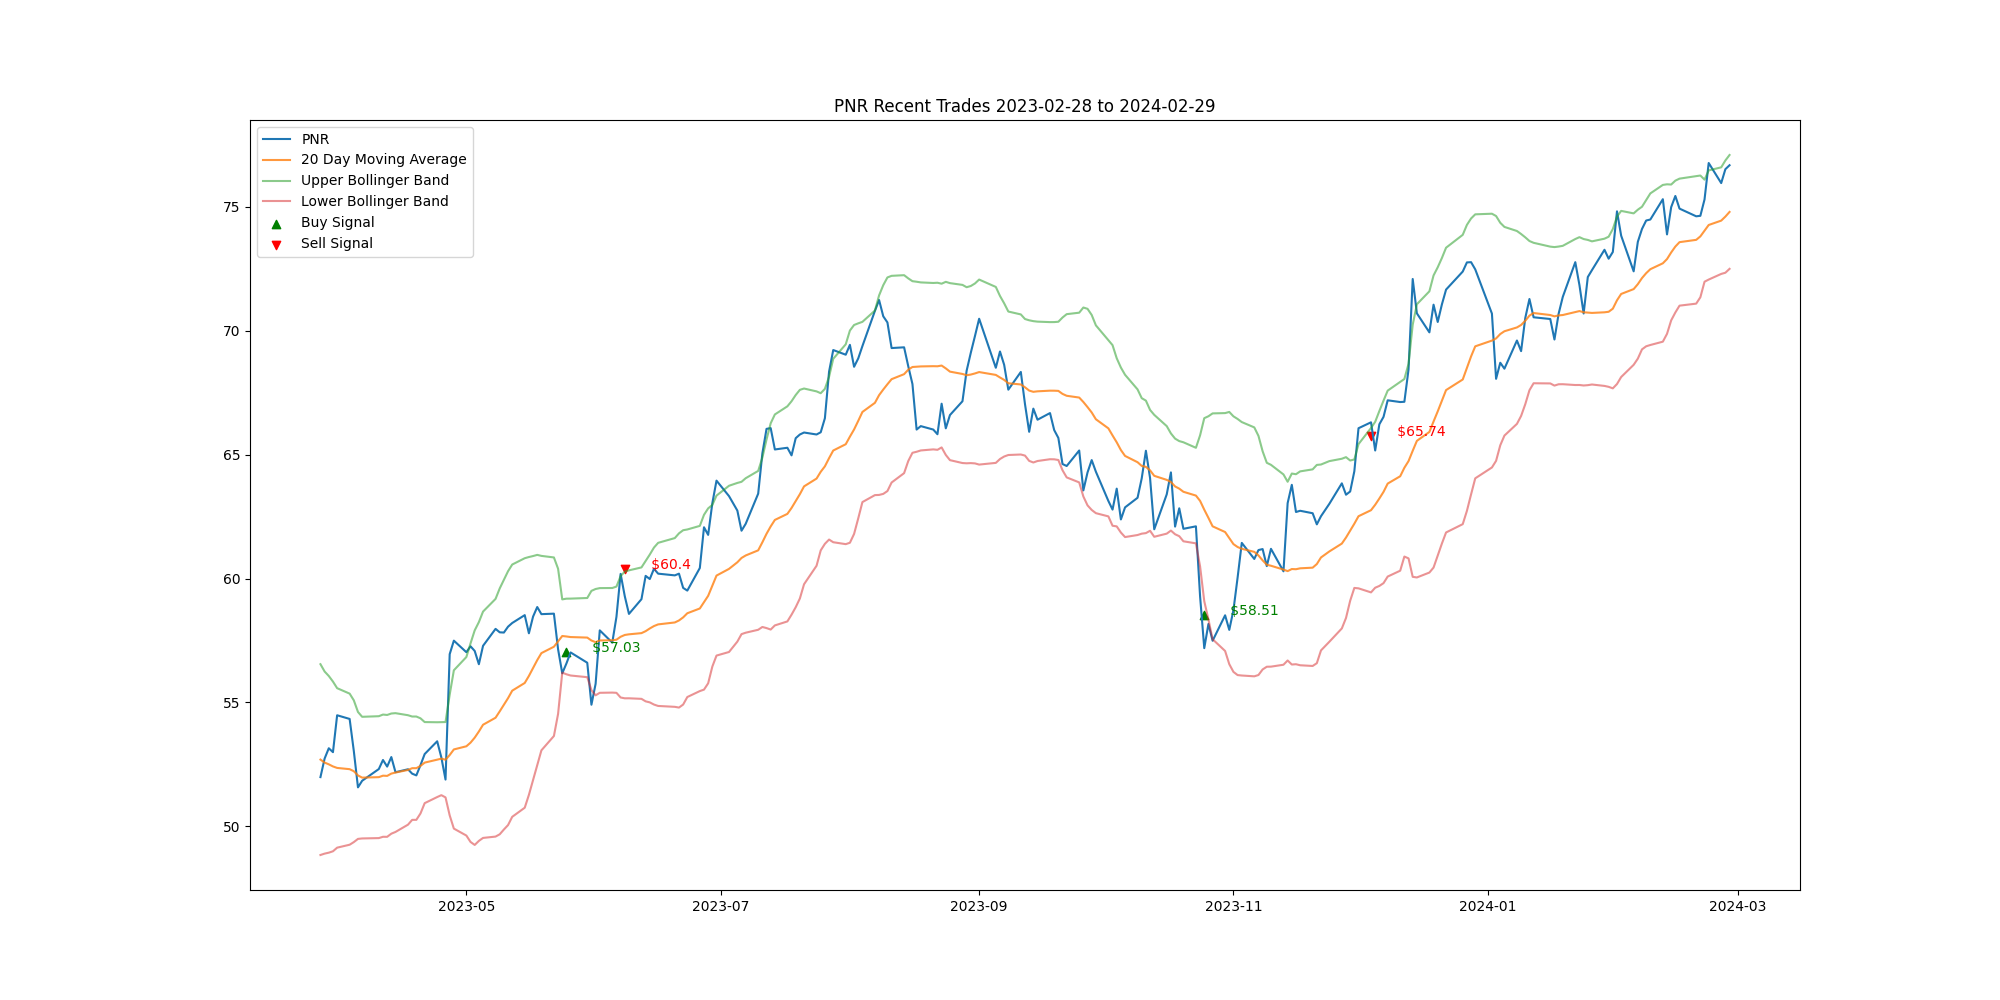 PNR Recent Trades 2023-02-28 to 2024-02-29
PNR
20 Day Moving Average
Upper Bollinger Band
Lower Bollinger Band
Buy Signal
Sell Signal
75
70
65
60
55
50
$65.74
$58.51
$60.4
$57.03
2023-05
2023-07
2023-09
2023-11
2024-01
2024-03